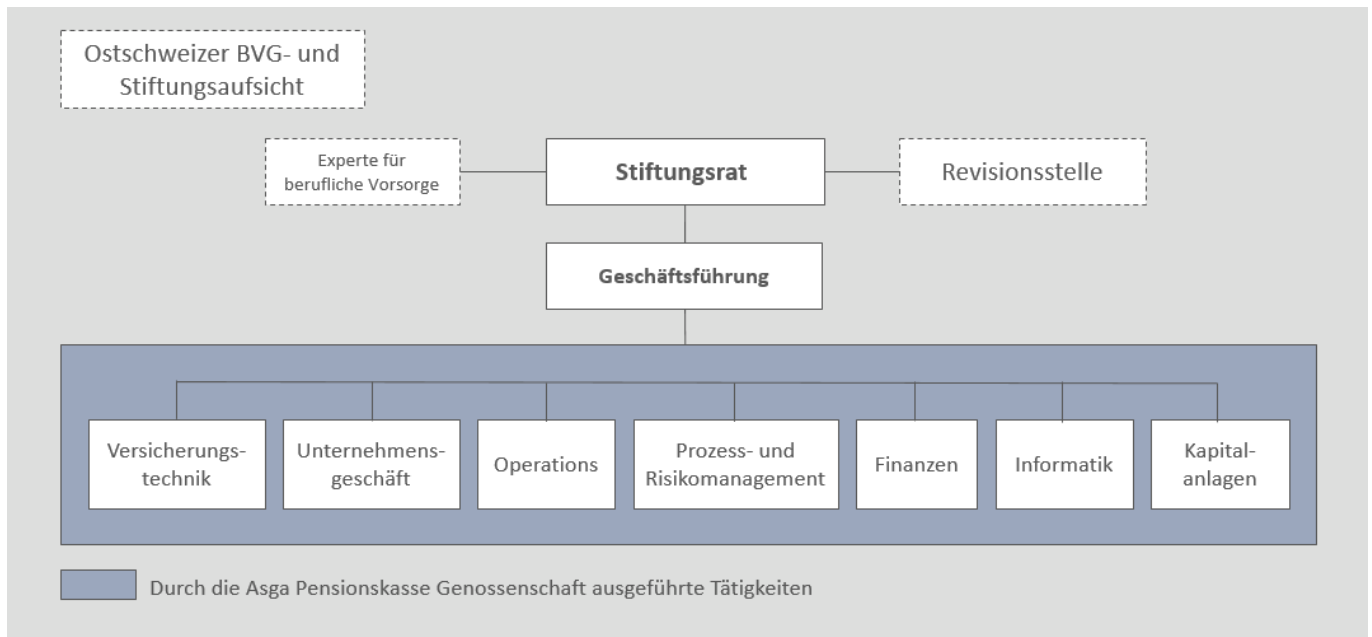 Ostschweizer BVG- und
Stiftungsaufsicht
Experte für
berufliche Vorsorge
Stiftungsrat
Revisionsstelle
Geschäftsführung
Versicherungs-
technik
Unternehmens-
geschäft
Operations
Prozess- und
Risikomanagement
Finanzen
Informatik
Kapital-
anlagen
Durch die Asga Pensionskasse Genossenschaft ausgeführte Tätigkeiten